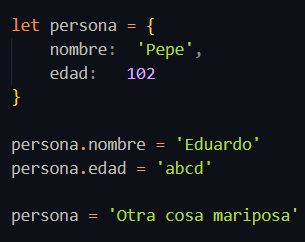 let persona = {
    nombre:  'Pepe',
    edad:   102
}

persona.nombre = 'Eduardo'
persona.edad = 'abcd'

persona = 'Otra cosa mariposa'